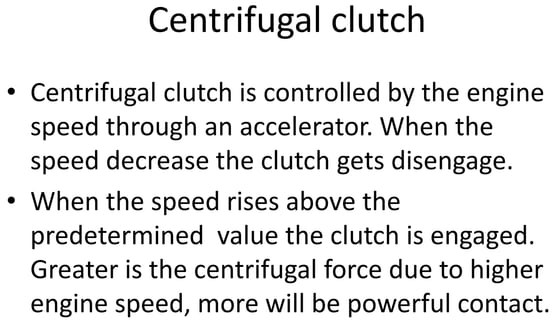 Centrifugal clutch
• Centrifugal clutch is controlled by the engine
speed through an accelerator. When the
speed decrease the clutch gets disengage.
• When the speed rises above the
predetermined  value the clutch is engaged.
Greater is the centrifugal force due to higher
engine speed, more will be powerful contact.